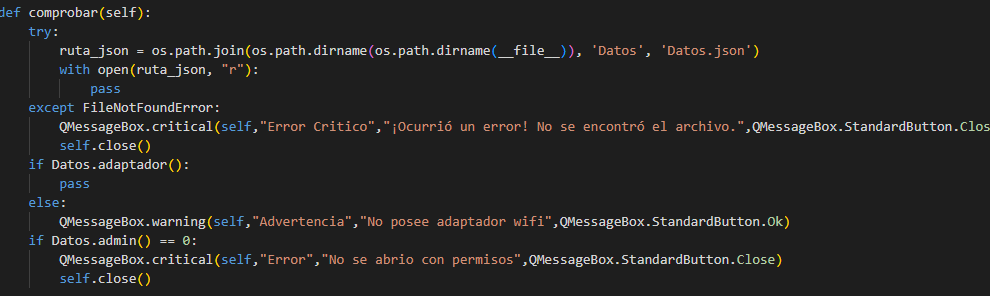 def comprobar(self):
try:
ruta_json = os.path.join(os.path.dirname(os.path.dirname(__file__)), 'Datos', 'Datos.json')
with open(ruta_json, "r"):
pass
except FileNotFoundError:
QMessageBox.critical(self,"Error Critico","¡Ocurrió un error! No se encontró el archivo.",QMessageBox.StandardButton.Clos
self.close()
if Datos.adaptador():
pass
else:
QMessageBox.warning(self,"Advertencia","No posee adaptador wifi",QMessageBox.StandardButton.Ok)
if Datos.admin() == 0:
QMessageBox.critical(self,"Error","No se abrio con permisos",QMessageBox.StandardButton.Close)
self.close()